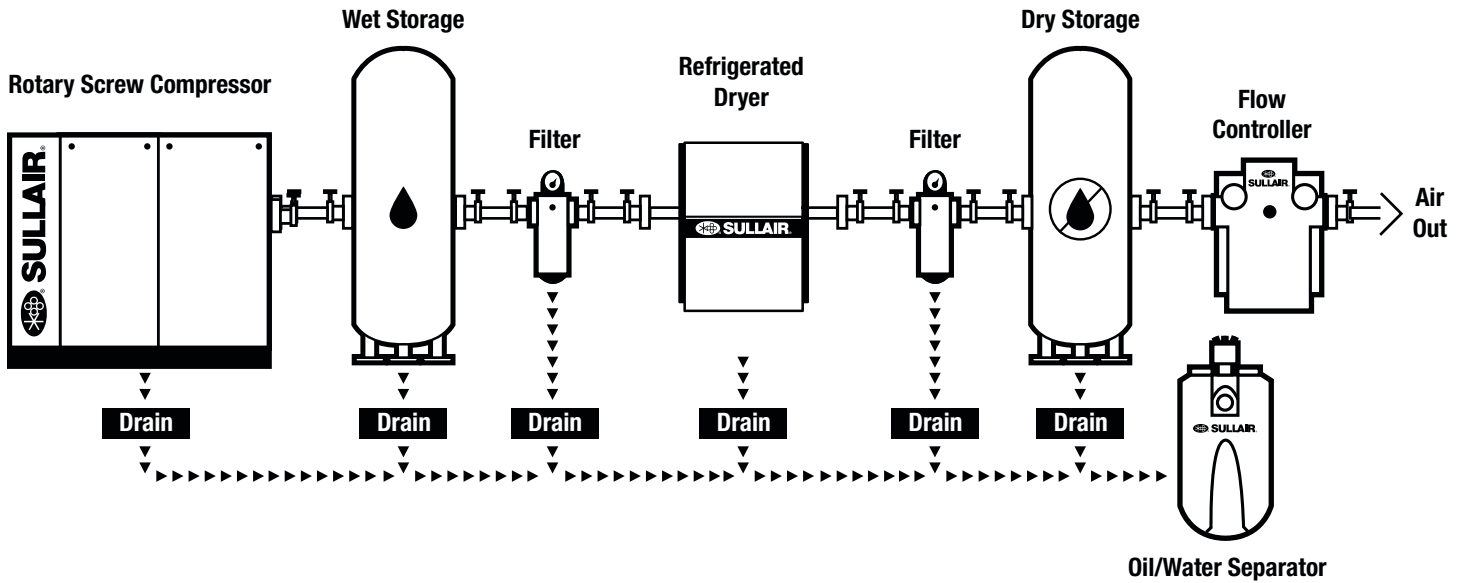 Wet Storage
Dry Storage
Rotary Screw Compressor
Refrigerated
Dryer
Flow
Controller
Filter
Filter
SULLAIR®
SULLAIR
SULLAIR
Air
Out
Drain
Drain
Drain
Drain
Drain
Drain
SULLAIR
Oil/Water Separator